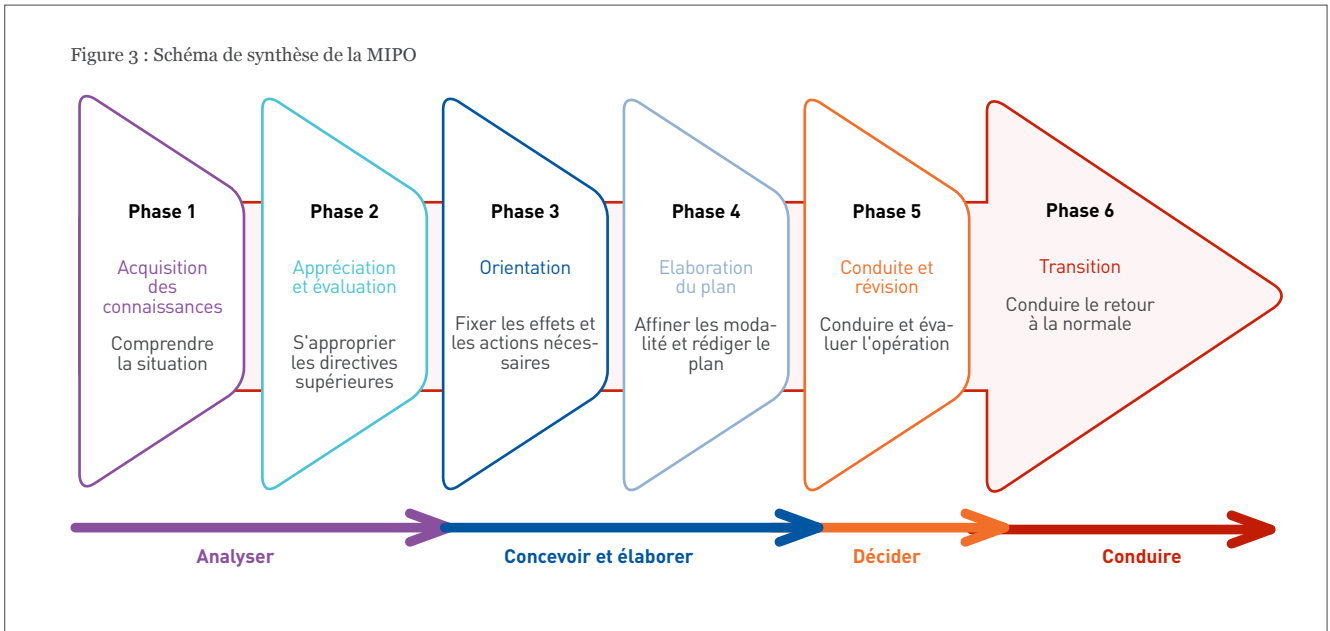 Figure 3 : Schéma de synthèse de la MIPO
Phase 1
Acquisition
des
connaissances
Comprendre
la situation
Phase 2
Appréciation
et évaluation
S'approprier
les directives
supérieures
Phase 3
Orientation
Fixer les effets et
les actions néces-
saires
Phase 4
Elaboration
du plan
Affiner les moda-
lité et rédiger le
plan
Phase 5
Conduite et
révision
Conduire et éva-
luer l'opération
Phase 6
Transition
Conduire le retour
à la normale
Analyser
Concevoir et élaborer
Décider
Conduire